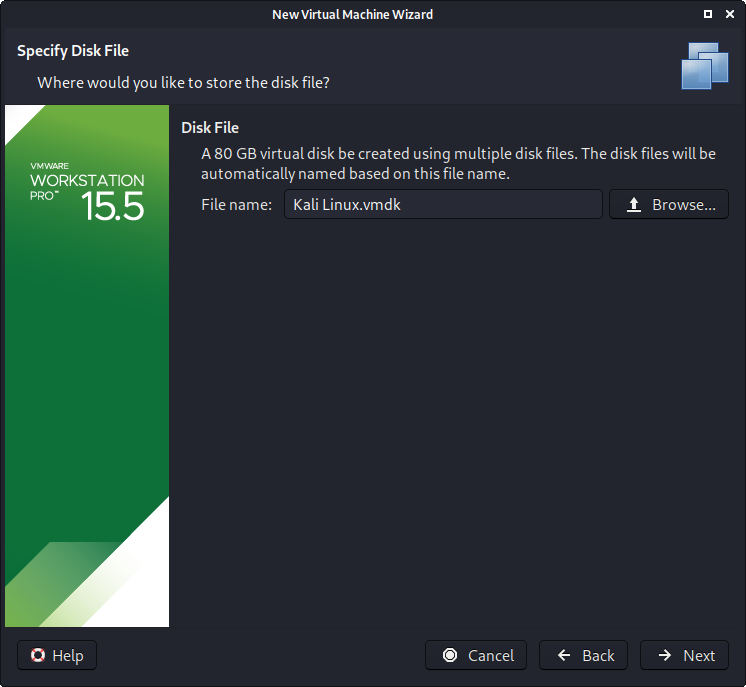 New Virtual Machine Wizard
Specify Disk File
Where would you like to store the disk file?
VMWARE
WORKSTATION
PRO™ 15.5
Disk File
A 80 GB virtual disk be created using multiple disk files. The disk files will be
automatically named based on this file name.
File name: Kali Linux.vmdk Browse...
Help Cancel Back Next